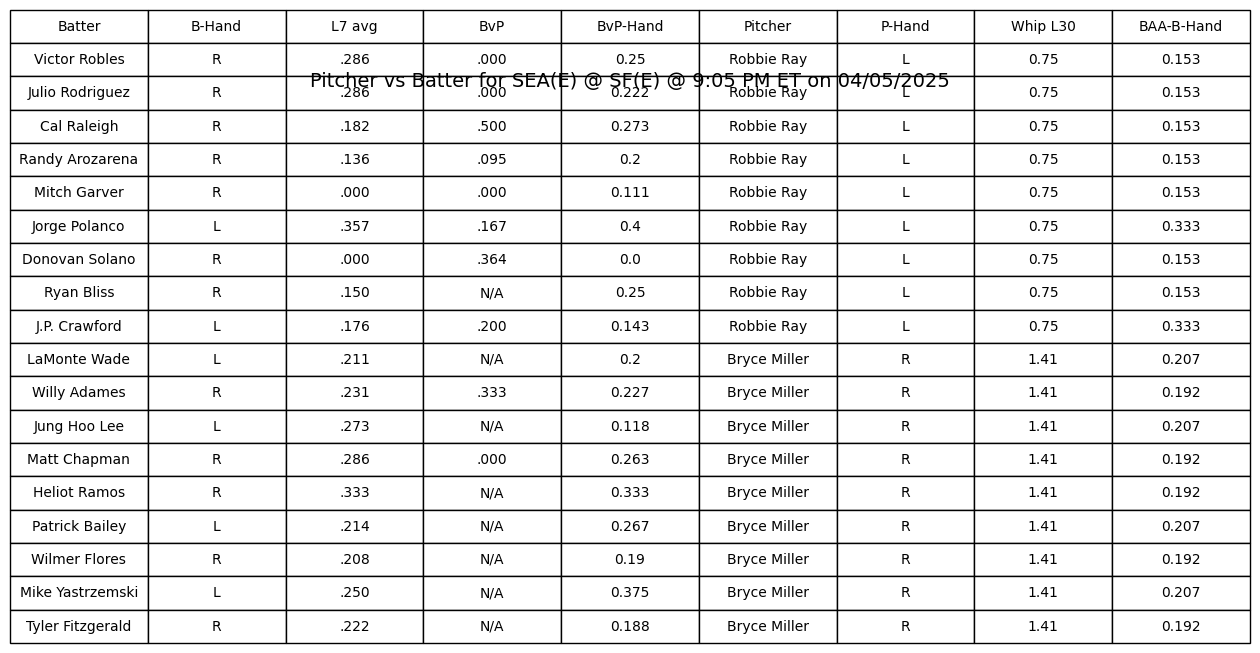 Batter B-Hand L7 avg BvP BvP-Hand Pitcher P-Hand Whip L30 BAA-B-Hand
Victor Robles R .286 .000 0.25 Robbie Ray L 0.75 0.153
Pitcher vs Batter for SEA(E) @ SF(E) @ 9:05 PM ET on 04/05/2025
Julio Rodriguez R .286 .000 0.222 Robbie Ray L 0.75 0.153
Cal Raleigh R .182 .500 0.273 Robbie Ray L 0.75 0.153
Randy Arozarena R .136 .095 0.2 Robbie Ray L 0.75 0.153
Mitch Garver R .000 .000 0.111 Robbie Ray L 0.75 0.153
Jorge Polanco L .357 .167 0.4 Robbie Ray L 0.75 0.333
Donovan Solano R .000 .364 0.0 Robbie Ray L 0.75 0.153
Ryan Bliss R .150 N/A 0.25 Robbie Ray L 0.75 0.153
J.P. Crawford L .176 .200 0.143 Robbie Ray L 0.75 0.333
LaMonte Wade L .211 N/A 0.2 Bryce Miller R 1.41 0.207
Willy Adames R .231 .333 0.227 Bryce Miller R 1.41 0.192
Jung Hoo Lee L .273 N/A 0.118 Bryce Miller R 1.41 0.207
Matt Chapman R .286 .000 0.263 Bryce Miller R 1.41 0.192
Heliot Ramos R .333 N/A 0.333 Bryce Miller R 1.41 0.192
Patrick Bailey L .214 N/A 0.267 Bryce Miller R 1.41 0.207
Wilmer Flores R .208 N/A 0.19 Bryce Miller R 1.41 0.192
Mike Yastrzemski L .250 N/A 0.375 Bryce Miller R 1.41 0.207
Tyler Fitzgerald R .222 N/A 0.188 Bryce Miller R 1.41 0.192